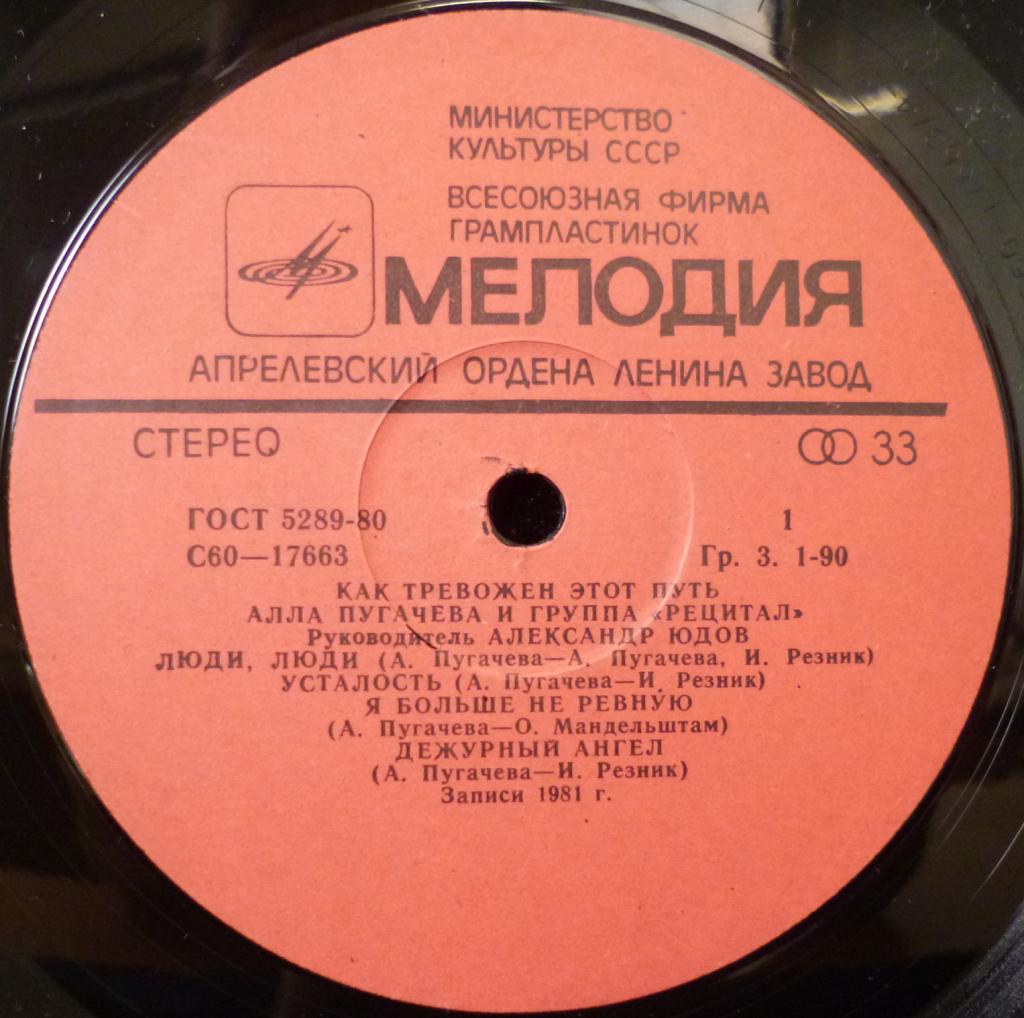 МИНИСТЕРСТВО
КУЛЬТУРЫ СССР
ВСЕСОЮЗНАЯ ФИРМА
ГРАМПЛАСТИНОК
МЕЛОДИЯ
АПРЕЛЕВСКИЙ ОРДЕНА ЛЕНИНА ЗАВОД
СТЕРЕО 33
ГОСТ 5289-80 1
С60—17663 Гр. 3. 1-90
КАК ТРЕВОЖЕН ЭТОТ ПУТЬ
АЛЛА ПУГАЧЕВА И ГРУППА «РЕЦИТАЛ»
Руководитель АЛЕКСАНДР ЮДОВ
ЛЮДИ, ЛЮДИ (А. Пугачева—А. Пугачева, И. Резник)
УСТАЛОСТЬ (А. Пугачева—И. Резник)
Я БОЛЬШЕ НЕ РЕВНУЮ
(А. Пугачева—О. Мандельштам)
ДЕЖУРНЫЙ АНГЕЛ
(А. Пугачева—И. Резник)
Записи 1981 г.